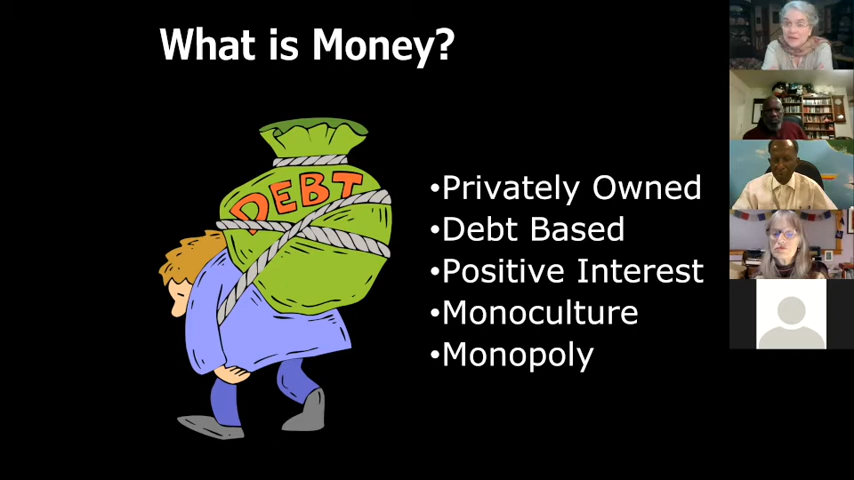 What is Money?
DEBT
•Privately Owned
•Debt Based
•Positive Interest
•Monoculture
•Monopoly